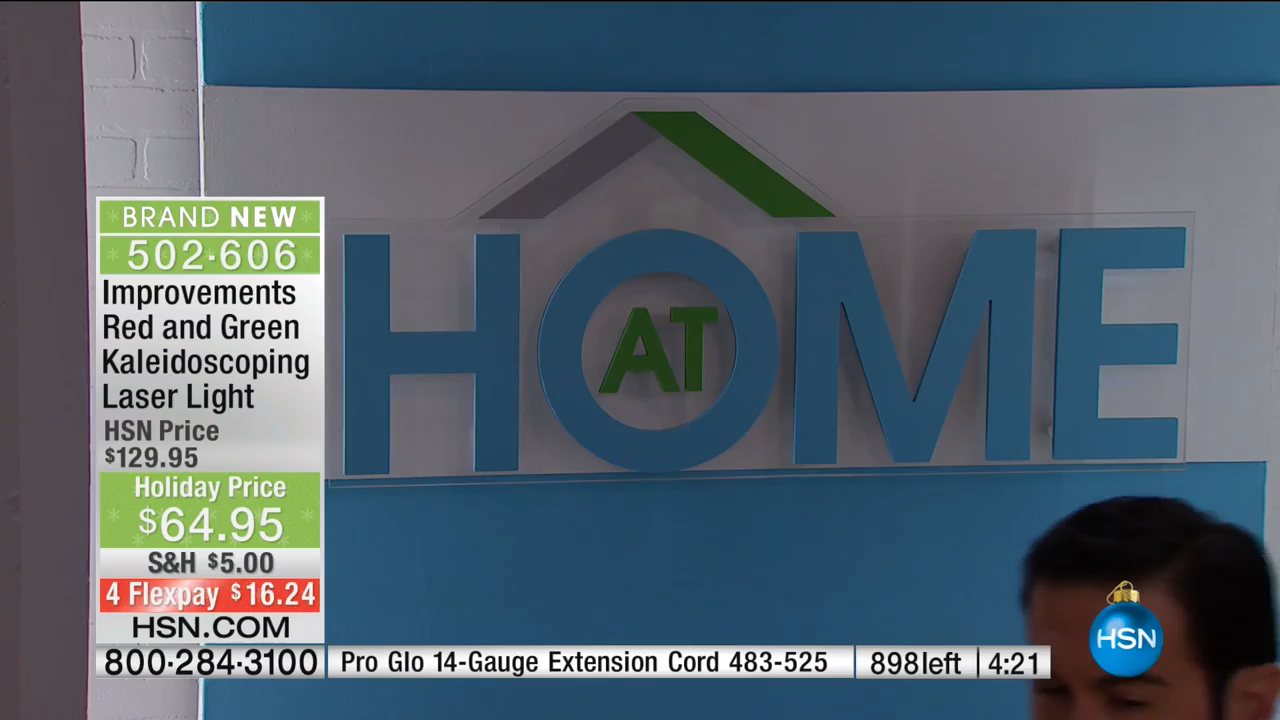 HOME
AT
BRAND NEW
502·606
Improvements
Red and Green
Kaleidoscoping
Laser Light
HSN Price
$129.95
Holiday Price
$64.95
S&H $5.00
4 Flexpay $16.24
HSN.COM
800·284·3100
Pro Glo 14-Gauge Extension Cord 483-525
898 left
4:21
HSN